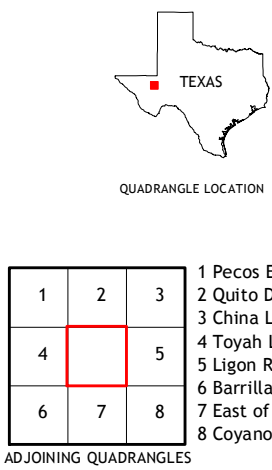 TEXAS
QUADRANGLE LOCATION
1 2 3
4 5
6 7 8
1 Pecos
2 Quito
3 China
4 Toyah
5 Ligon
6 Barrilla
7 East of
8 Coyano
ADJOINING QUADRANGLES